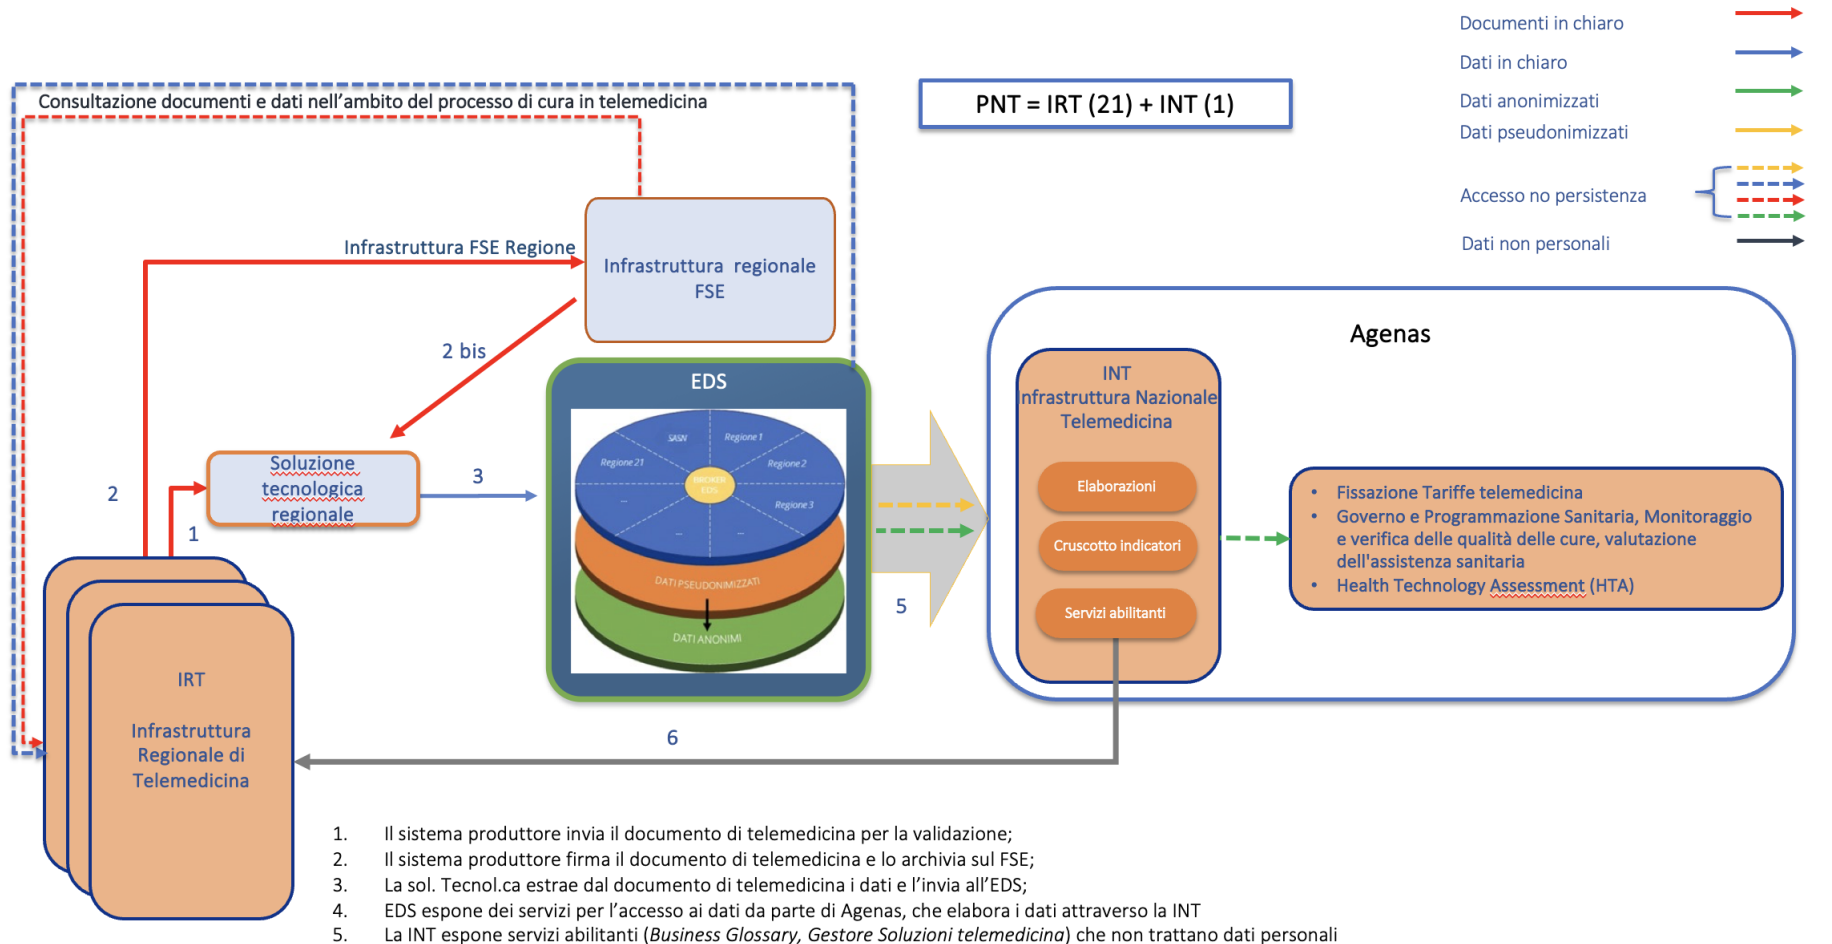 Documenti in chiaro
Dati in chiaro
Dati anonimizzati
Dati pseudonimizzati
Accesso no persistenza
Dati non personali
Consultazione documenti e dati nell'ambito del processo di cura in telemedicina
PNT = IRT (21) + INT (1)
Infrastruttura FSE Regione
Infrastruttura regionale
FSE
2 bis
Agenas
EDS
SASN
Regione 1
Regione 21
Regione 2
BROKER
EDS
Regione 3
...
...
...
DATI PSEUDONIMIZZATI
DATI ANONIMI
INT
Infrastruttura Nazionale
Telemedicina
Elaborazioni
Cruscotto indicatori
Servizi abilitanti
• Fissazione Tariffe telemedicina
• Governo e Programmazione Sanitaria, Monitoraggio
e verifica delle qualità delle cure, valutazione
dell'assistenza sanitaria
• Health Technology Assessment (HTA)
Soluzione
tecnologica
regionale
3
2
1
5
6
IRT
Infrastruttura
Regionale di
Telemedicina
1. Il sistema produttore invia il documento di telemedicina per la validazione;
2. Il sistema produttore firma il documento di telemedicina e lo archivia sul FSE;
3. La sol. Tecnol.ca estrae dal documento di telemedicina i dati e l'invia all'EDS;
4. EDS espone dei servizi per l'accesso ai dati da parte di Agenas, che elabora i dati attraverso la INT
5. La INT espone servizi abilitanti (Business Glossary, Gestore Soluzioni telemedicina) che non trattano dati personali